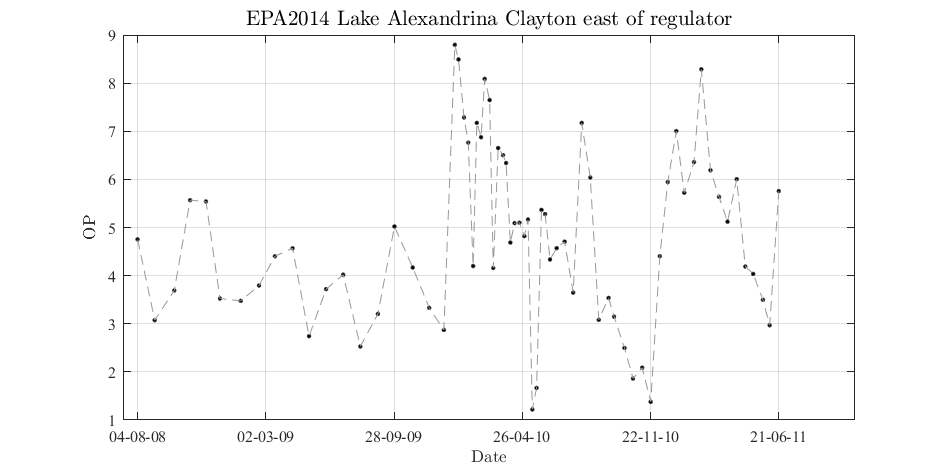 EPA2014 Lake Alexandrina Clayton east of regulator
9
8
7
6
5
4
3
2
1
OP
04-08-08 02-03-09 28-09-09 26-04-10 22-11-10 21-06-11
Date